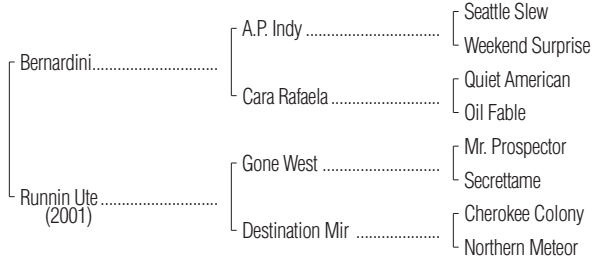 Seattle Slew
A.P. Indy ..............................
Weekend Surprise
Bernardini............................
Quiet American
Cara Rafaela ........................
Oil Fable
Mr. Prospector
Gone West ..........................
Secrettame
Runnin Ute ..........................
(2001)
Cherokee Colony
Destination Mir ..................
Northern Meteor